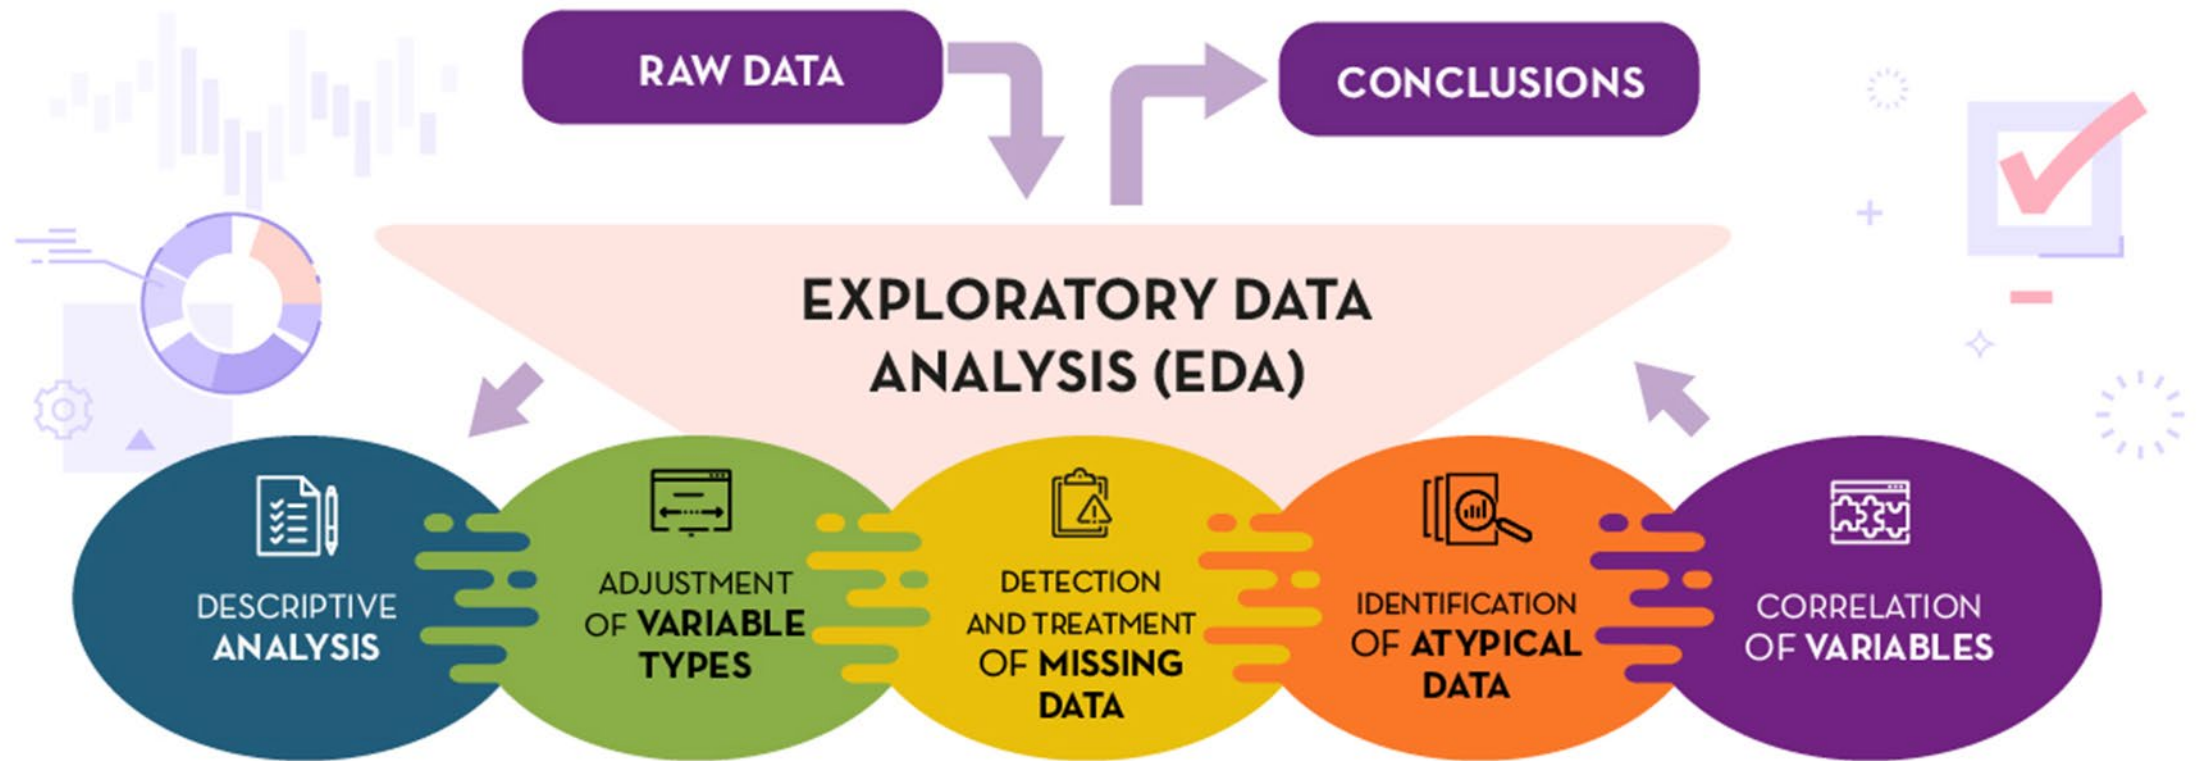 RAW DATA
CONCLUSIONS
EXPLORATORY DATA
ANALYSIS (EDA)
DESCRIPTIVE
ANALYSIS
ADJUSTMENT
OF VARIABLE
TYPES
DETECTION
AND TREATMENT
OF MISSING
DATA
IDENTIFICATION
OF ATYPICAL
DATA
CORRELATION
OF VARIABLES